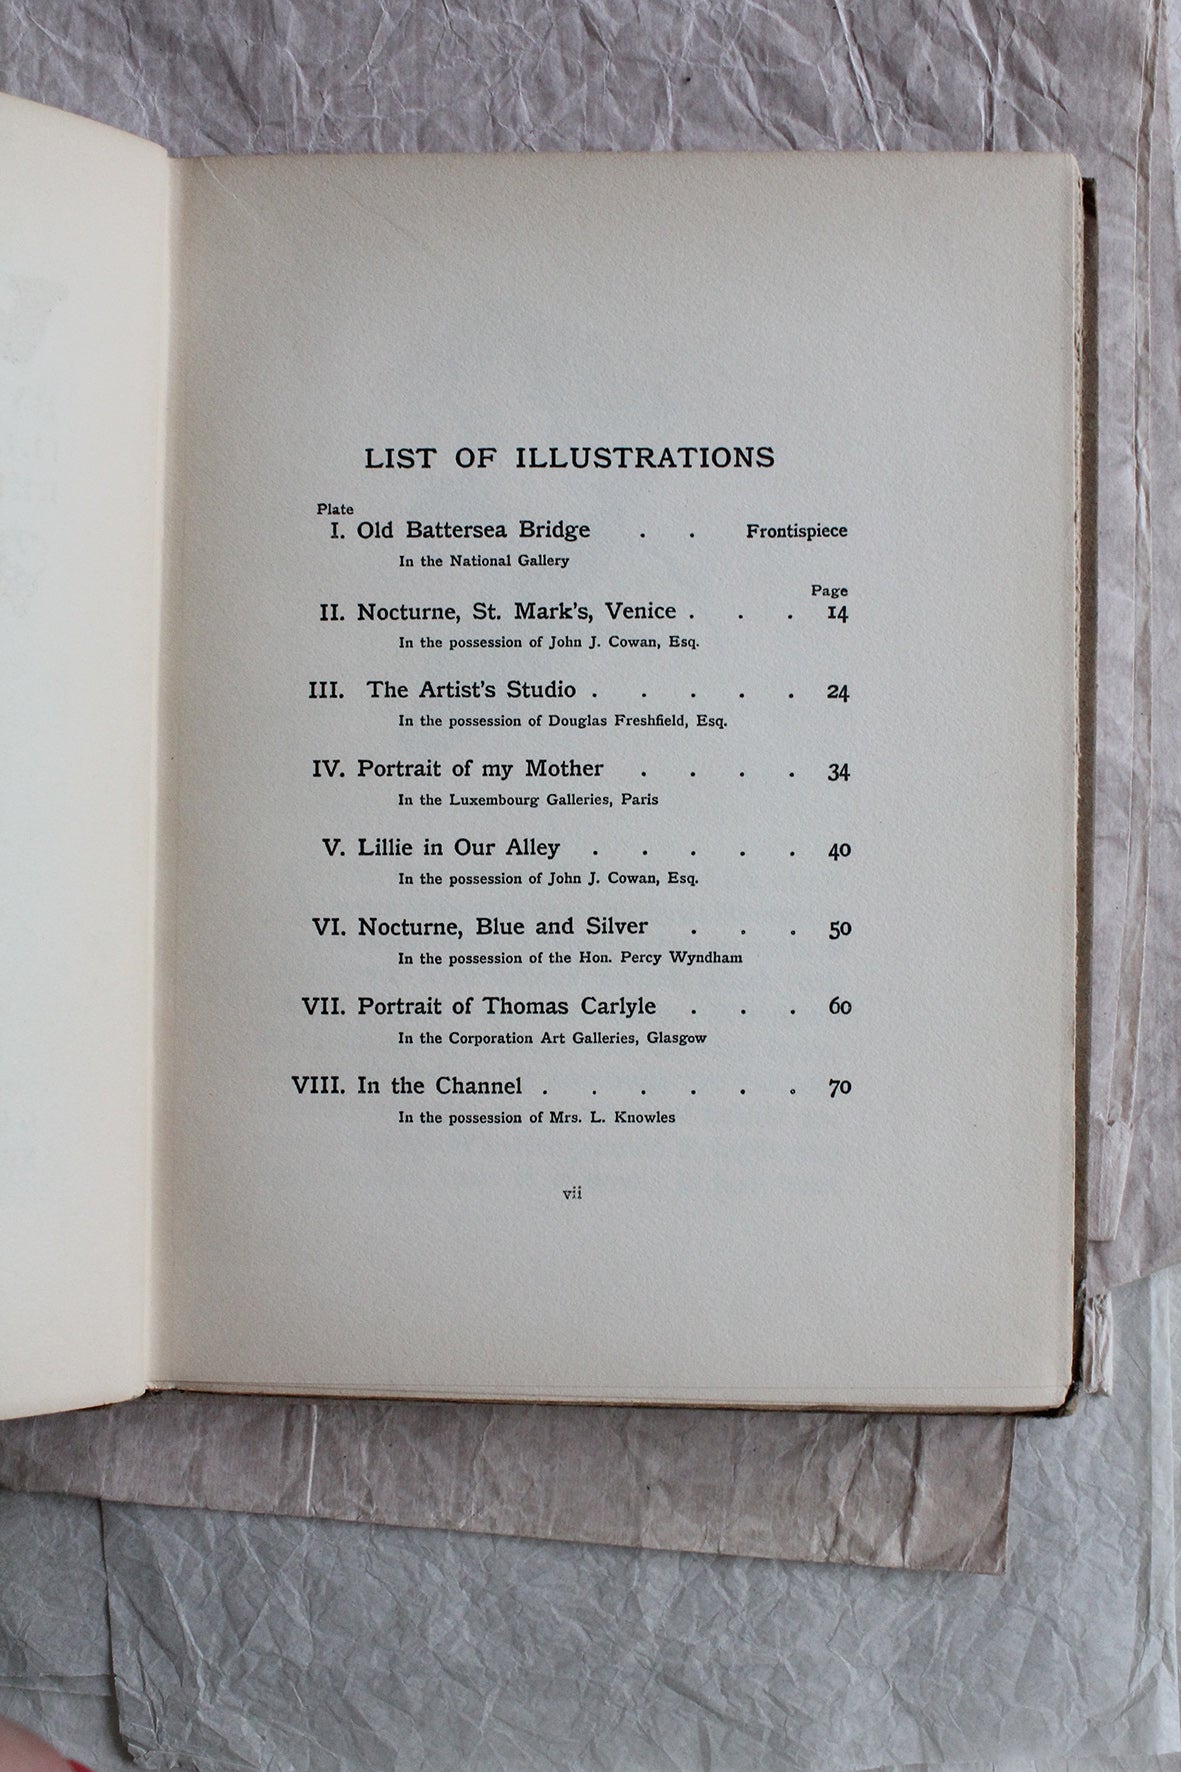 LIST OF ILLUSTRATIONS
Plate
I. Old Battersea Bridge . . Frontispiece
In the National Gallery
Page
II. Nocturne, St. Mark's, Venice . . . 14
In the possession of John J. Cowan, Esq.
III. The Artist's Studio . . . . . 24
In the possession of Douglas Freshfield, Esq.
IV. Portrait of my Mother . . . . 34
In the Luxembourg Galleries, Paris
V. Lillie in Our Alley . . . . . 40
In the possession of John J. Cowan, Esq.
VI. Nocturne, Blue and Silver . . . 50
In the possession of the Hon. Percy Wyndham
VII. Portrait of Thomas Carlyle . . . 60
In the Corporation Art Galleries, Glasgow
VIII. In the Channel . . . . . . 70
In the possession of Mrs. L. Knowles
vii